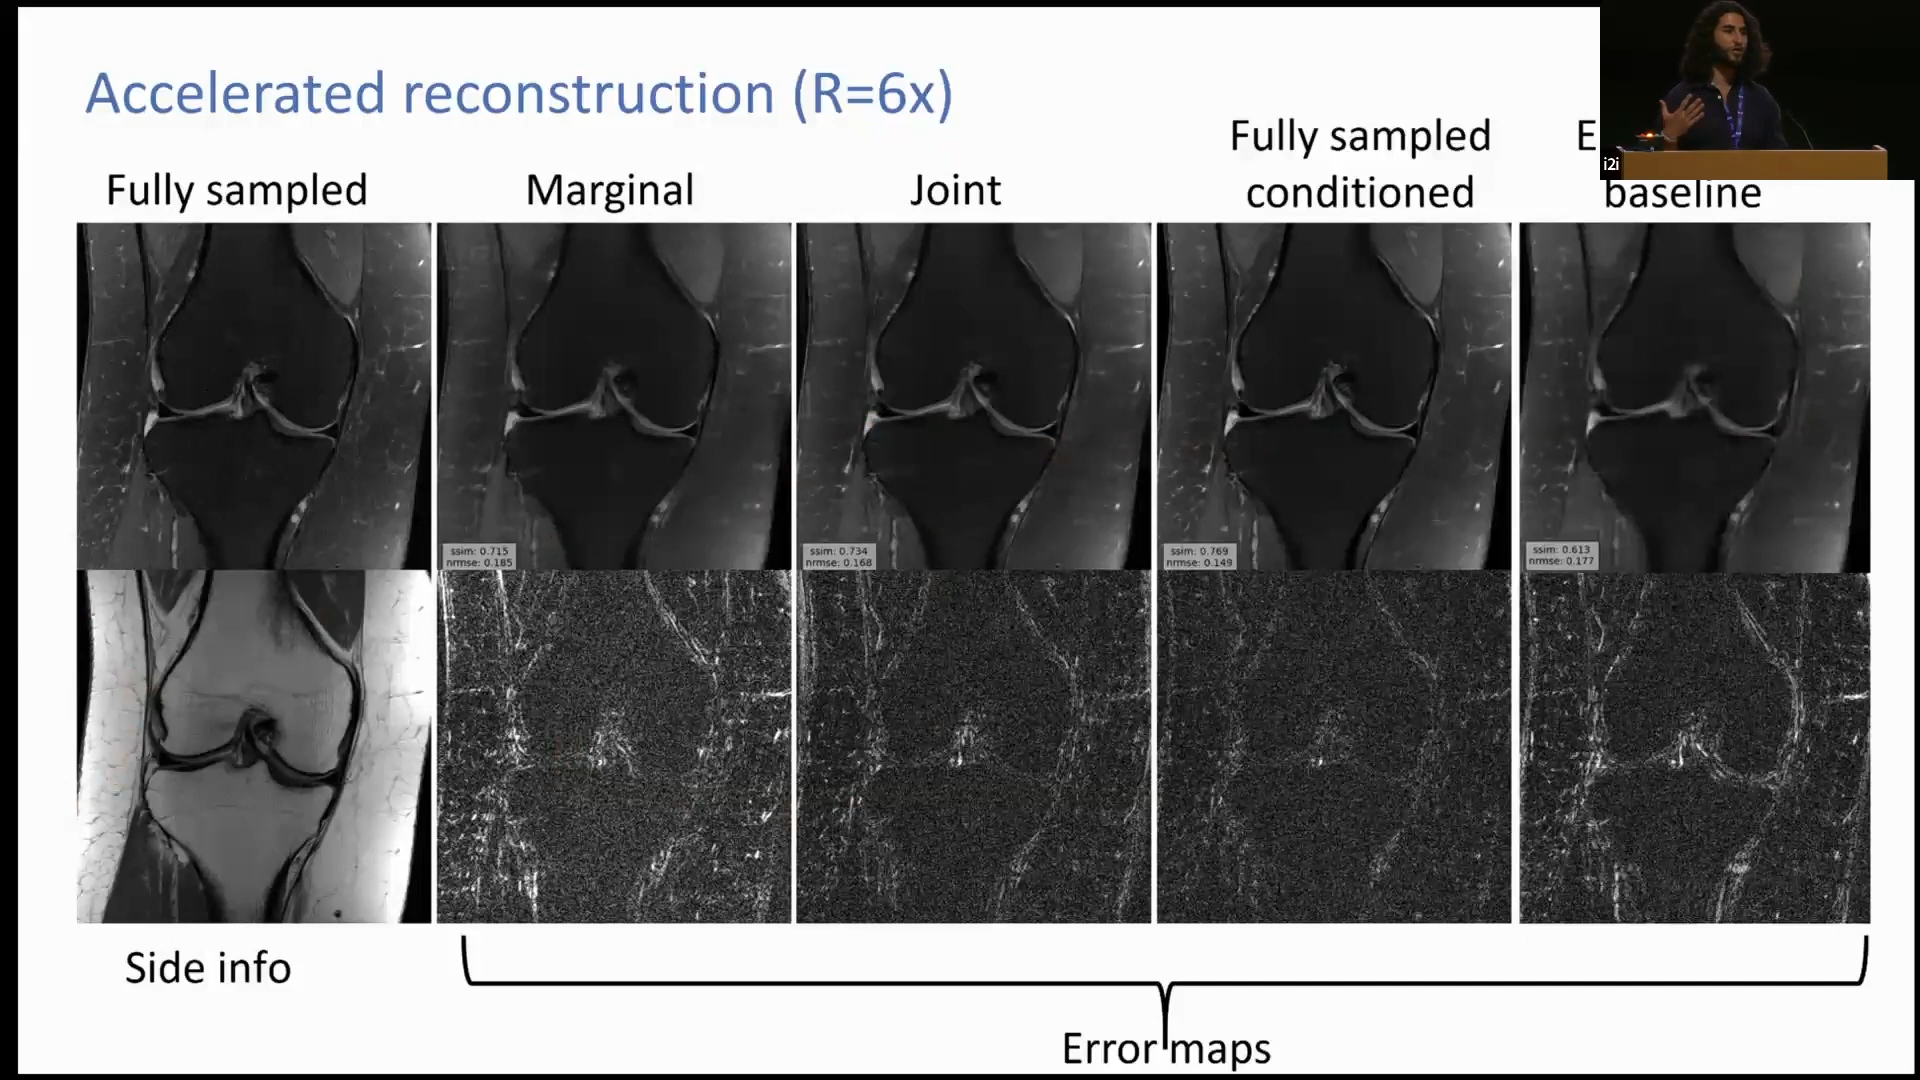 Accelerated reconstruction (R=6x)
Fully sampled
Marginal
Joint
Fully sampled
conditioned
baseline
i2i
ssim: 0.715
nrmse: 0.185
ssim: 0.734
nrmse: 0.168
ssim: 0.769
nrmse: 0.149
ssim: 0.613
nrmse: 0.177
Side info
Error maps